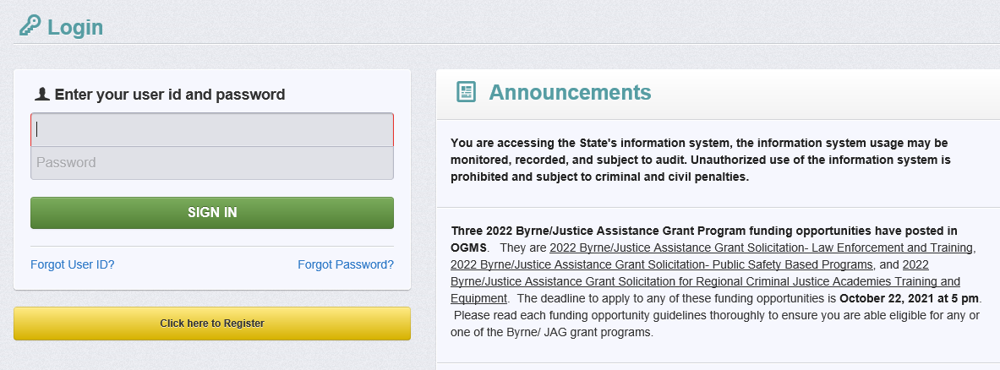 Login
Enter your user id and password
Password
SIGN IN
Forgot User ID? Forgot Password?
Click here to Register
Announcements
You are accessing the State's information system, the information system usage may be
monitored, recorded, and subject to audit. Unauthorized use of the information system is
prohibited and subject to criminal and civil penalties.
Three 2022 Byrne/Justice Assistance Grant Program funding opportunities have posted in
OGMS. They are 2022 Byrne/Justice Assistance Grant Solicitation- Law Enforcement and Training,
2022 Byrne/Justice Assistance Grant Solicitation- Public Safety Based Programs, and 2022
Byrne/Justice Assistance Grant Solicitation for Regional Criminal Justice Academies Training and
Equipment. The deadline to apply to any of these funding opportunities is October 22, 2021 at 5 pm.
Please read each funding opportunity guidelines thoroughly to ensure you are able eligible for any or
one of the Byrne/ JAG grant programs.